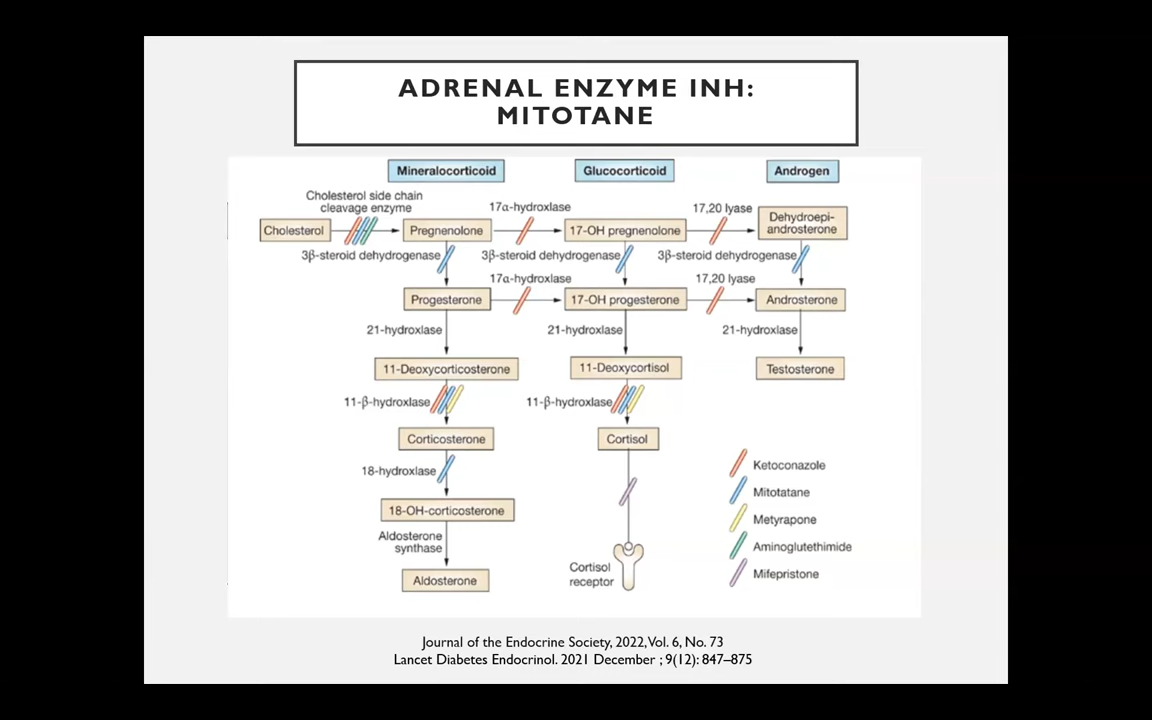 ADRENAL ENZYME INH:
MITOTANE
Mineralocorticoid
Glucocorticoid
Androgen
Cholesterol side chain
cleavage enzyme
17α-hydroxlase
17,20 lyase
Cholesterol
Pregnenolone
17-OH pregnenolone
Dehydroepi-
androsterone
3β-steroid dehydrogenase
3β-steroid dehydrogenase
3β-steroid dehydrogenase
17α-hydroxlase
17,20 lyase
Progesterone
17-OH progesterone
Androsterone
21-hydroxlase
21-hydroxlase
21-hydroxlase
11-Deoxycorticosterone
11-Deoxycortisol
Testosterone
11-β-hydroxlase
11-β-hydroxlase
Corticosterone
Cortisol
18-hydroxlase
18-OH-corticosterone
Aldosterone
synthase
Aldosterone
Cortisol
receptor
Ketoconazole
Mitotatane
Metyrapone
Aminoglutethimide
Mifepristone
Journal of the Endocrine Society, 2022, Vol. 6, No. 73
Lancet Diabetes Endocrinol. 2021 December ; 9(12): 847–875